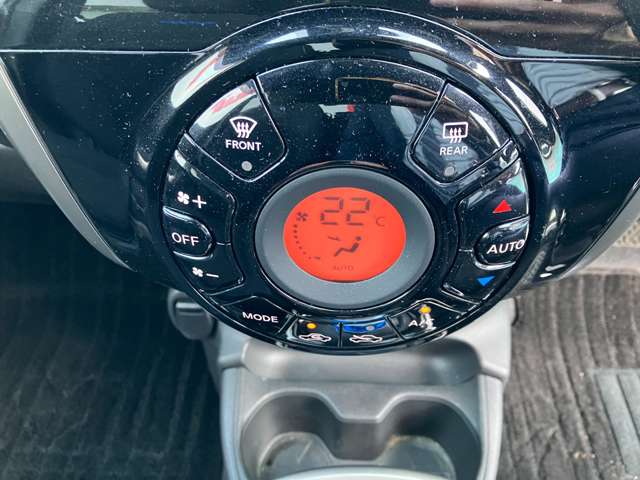 FRONT
REAR
+
22 °C
OFF
AUTO
AUTO
-
MODE
A/C